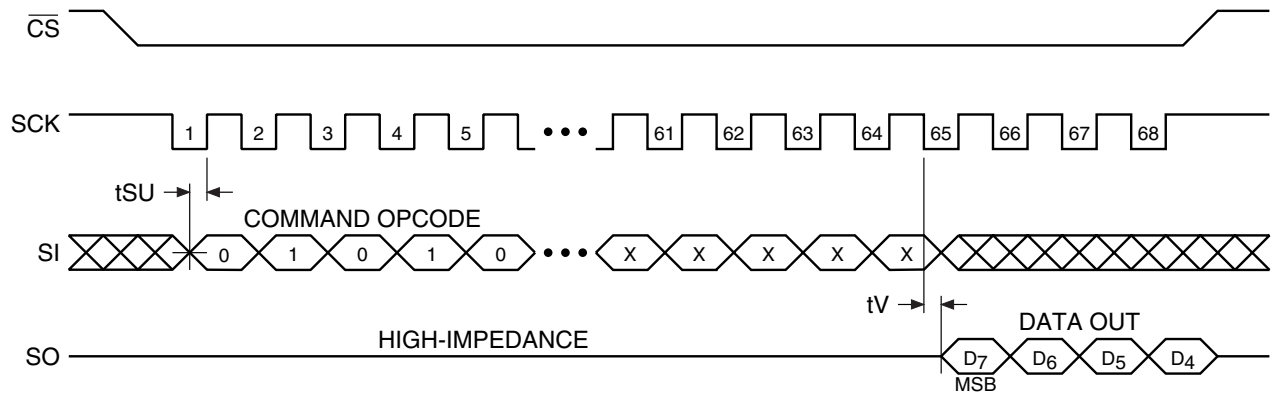 CS
SCK 1 2 3 4 5 ••• 61 62 63 64 65 66 67 68
tSU
COMMAND OPCODE
SI 0 1 0 1 0 ••• X X X X X
tV
HIGH-IMPEDANCE DATA OUT
SO D7 D6 D5 D4
MSB